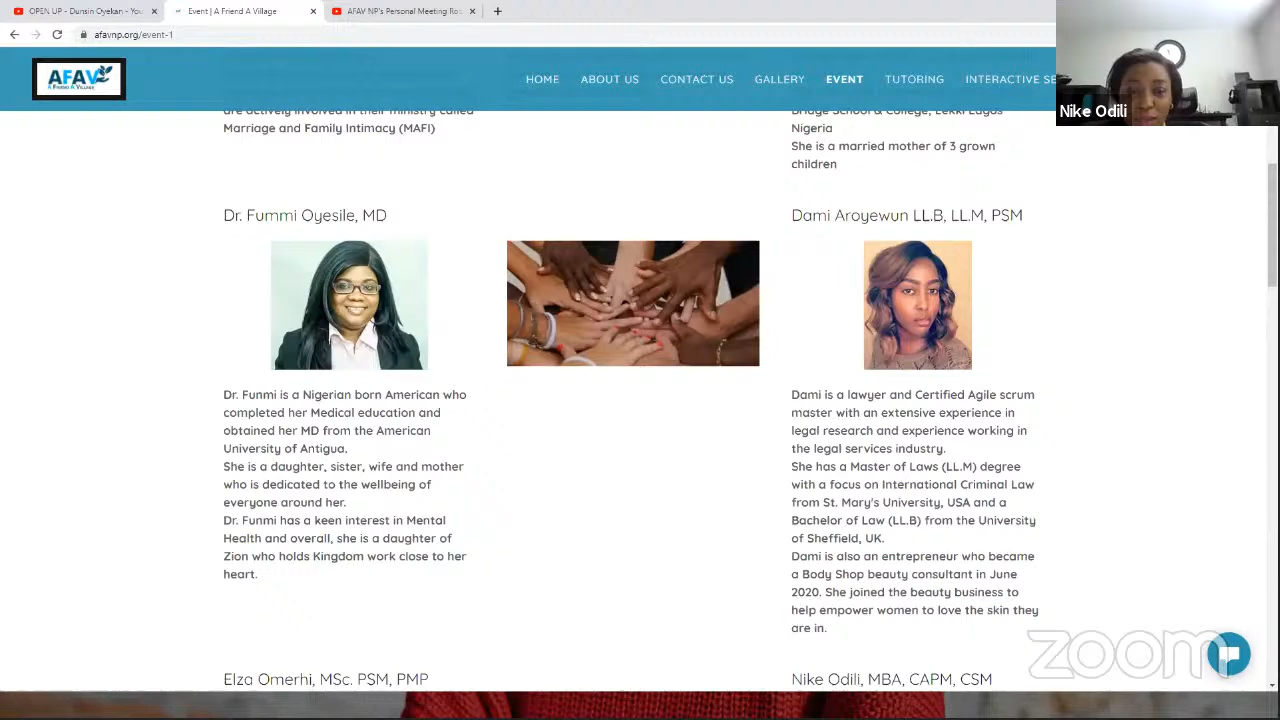 OPEN UP - Dunsin Oyekan - You
Event | A Friend A Village
AFAV NP's Personal Meeting Ro
afavnp.org/event-1
AFAV
A FRIEND A VILLAGE
HOME ABOUT US CONTACT US GALLERY EVENT TUTORING INTERACTIVE SE
Nike Odili
are actively involved in their ministry called
Marriage and Family Intimacy (MAFI)
Bridge School & College, Lekki Lagos
Nigeria
She is a married mother of 3 grown
children
Dr. Fummi Oyesile, MD
Dr. Funmi is a Nigerian born American who
completed her Medical education and
obtained her MD from the American
University of Antigua.
She is a daughter, sister, wife and mother
who is dedicated to the wellbeing of
everyone around her.
Dr. Funmi has a keen interest in Mental
Health and overall, she is a daughter of
Zion who holds Kingdom work close to her
heart.
Dami Aroyewun LL.B, LL.M, PSM
Dami is a lawyer and Certified Agile scrum
master with an extensive experience in
legal research and experience working in
the legal services industry.
She has a Master of Laws (LL.M) degree
with a focus on International Criminal Law
from St. Mary's University, USA and a
Bachelor of Law (LL.B) from the University
of Sheffield, UK.
Dami is also an entrepreneur who became
a Body Shop beauty consultant in June
2020. She joined the beauty business to
help empower women to love the skin they
are in.
Elza Omerhi, MSc. PSM, PMP
Nike Odili, MBA, CAPM, CSM
zoom